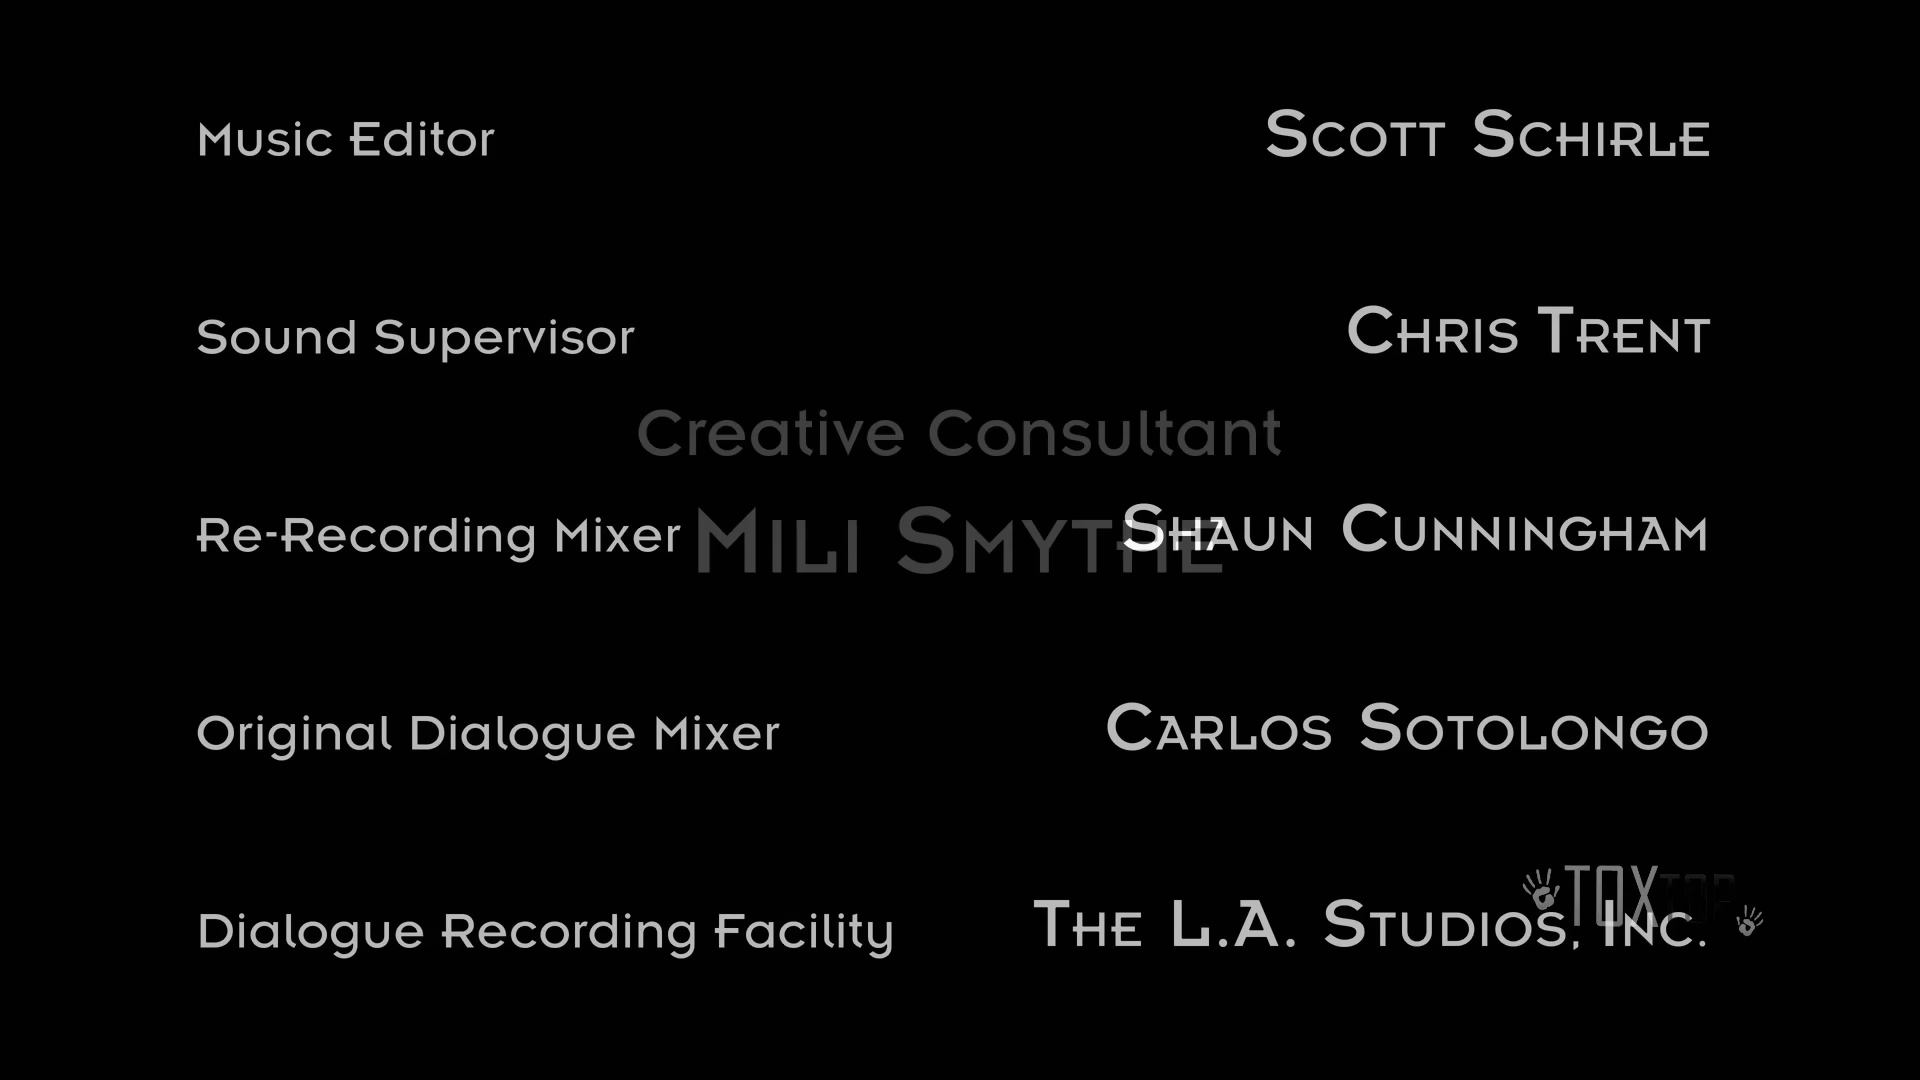 Music Editor SCOTT SCHIRLE
Sound Supervisor CHRIS TRENT
Creative Consultant
MILI SMYTHE
Re-Recording Mixer SHAUN CUNNINGHAM
Original Dialogue Mixer CARLOS SOTOLONGO
TOXTOP
Dialogue Recording Facility THE L.A. STUDIOS, INC.